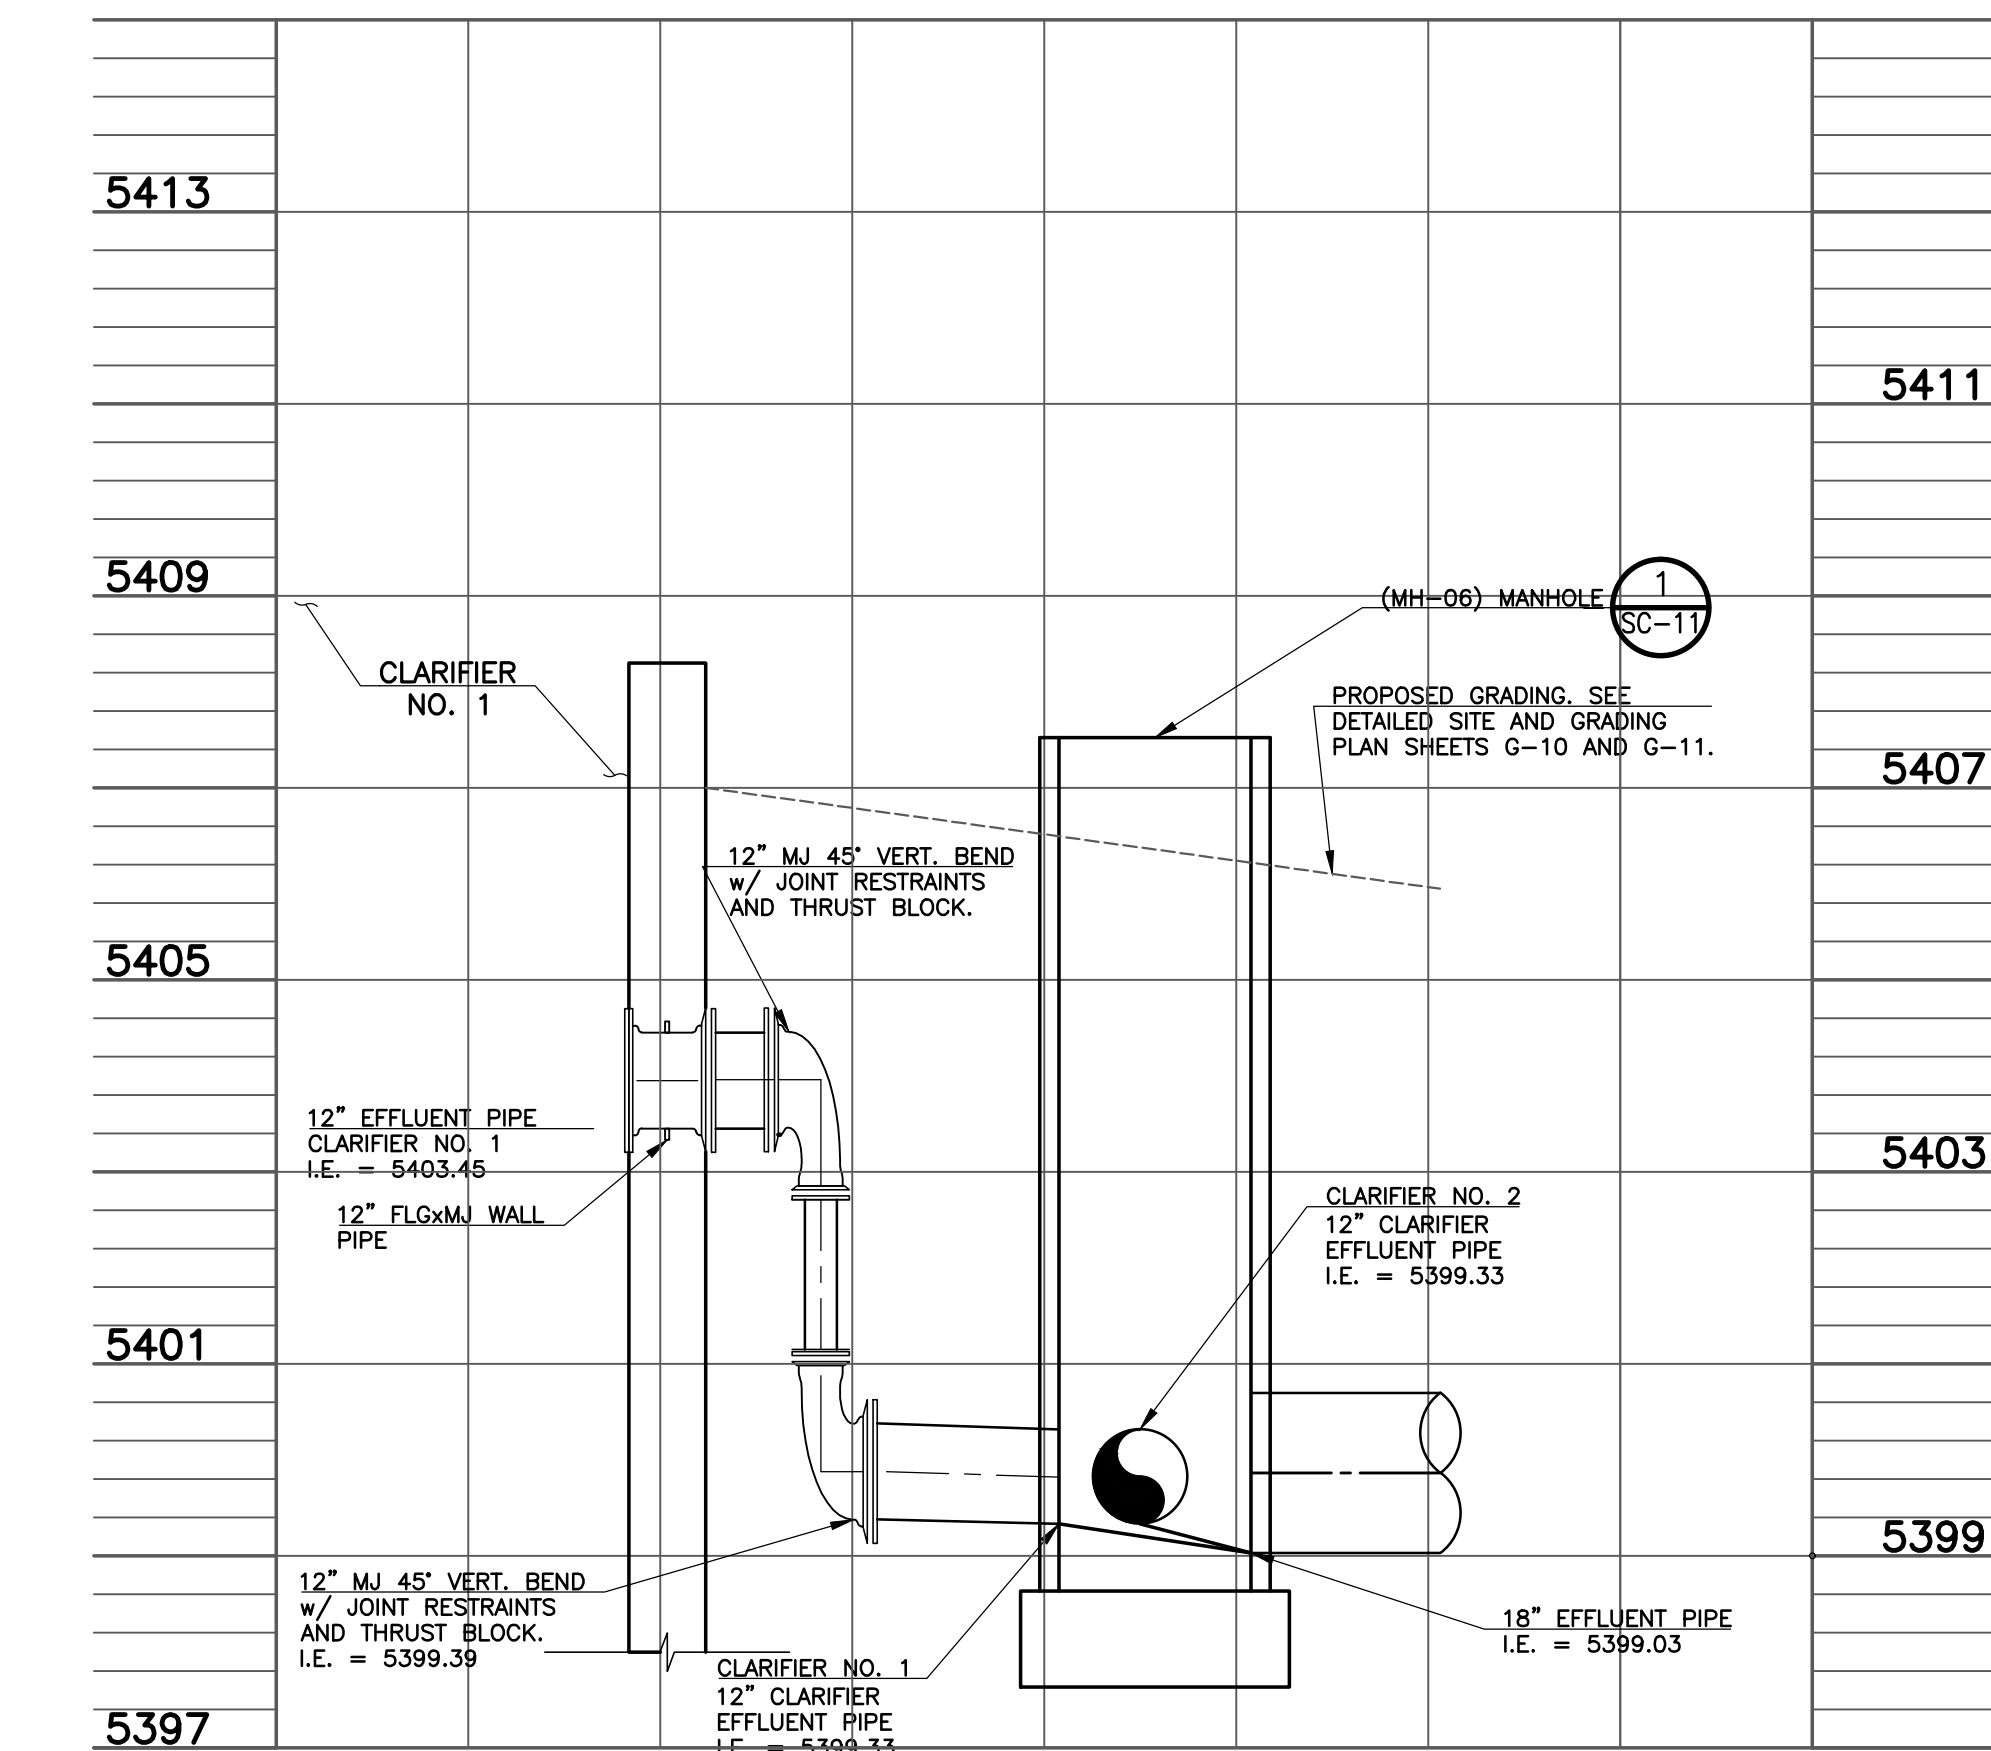 5413
5411
5409
(MH-06) MANHOLE
1
SC-11
CLARIFIER
NO. 1
PROPOSED GRADING. SEE
DETAILED SITE AND GRADING
PLAN SHEETS G-10 AND G-11.
5407
12" MJ 45° VERT. BEND
w/ JOINT RESTRAINTS
AND THRUST BLOCK.
5405
12" EFFLUENT PIPE
CLARIFIER NO. 1
I.E. = 5403.45
5403
12" FLGxMJ WALL
PIPE
CLARIFIER NO. 2
12" CLARIFIER
EFFLUENT PIPE
I.E. = 5399.33
5401
5399
12" MJ 45° VERT. BEND
w/ JOINT RESTRAINTS
AND THRUST BLOCK.
I.E. = 5399.39
18" EFFLUENT PIPE
I.E. = 5399.03
CLARIFIER NO. 1
12" CLARIFIER
EFFLUENT PIPE
I.E. = 5399.33
5397